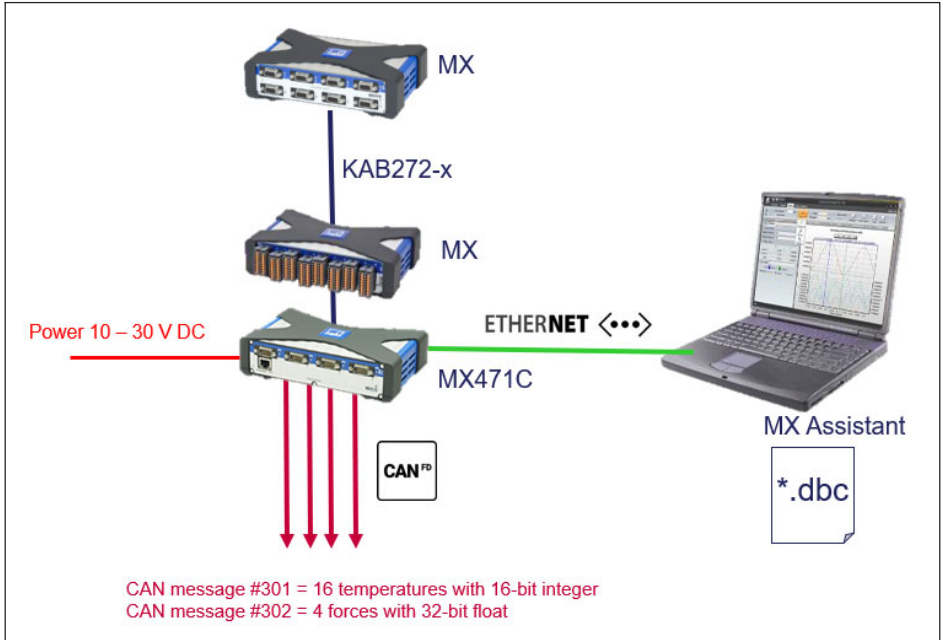 MX
KAB272-x
MX
Power 10 – 30 V DC
ETHERNET
MX471C
MX Assistant
CAN FD
*.dbc
CAN message #301 = 16 temperatures with 16-bit integer
CAN message #302 = 4 forces with 32-bit float